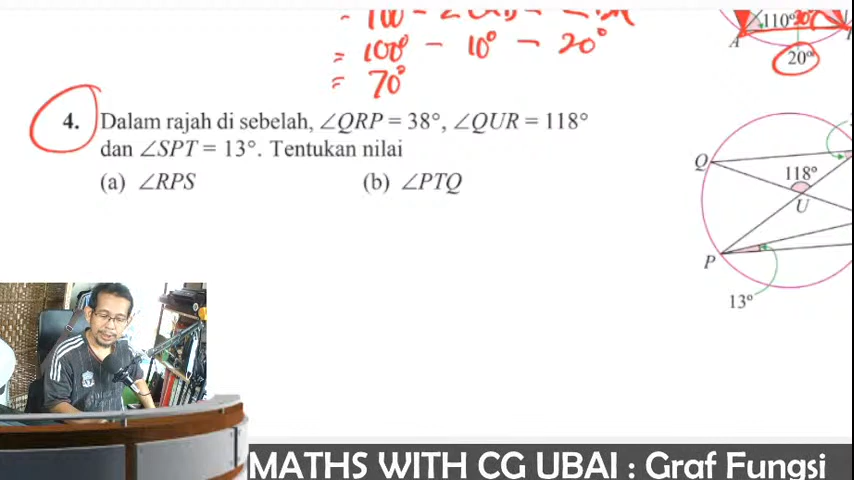 = 100° - 10° - 20°
= 70°
110° 30°
A
20°
4. Dalam rajah di sebelah, ∠QRP = 38°, ∠QUR = 118°
dan ∠SPT = 13°. Tentukan nilai
(a) ∠RPS (b) ∠PTQ
Q
118°
U
P
13°
MATHS WITH CG UBAI : Graf Fungsi